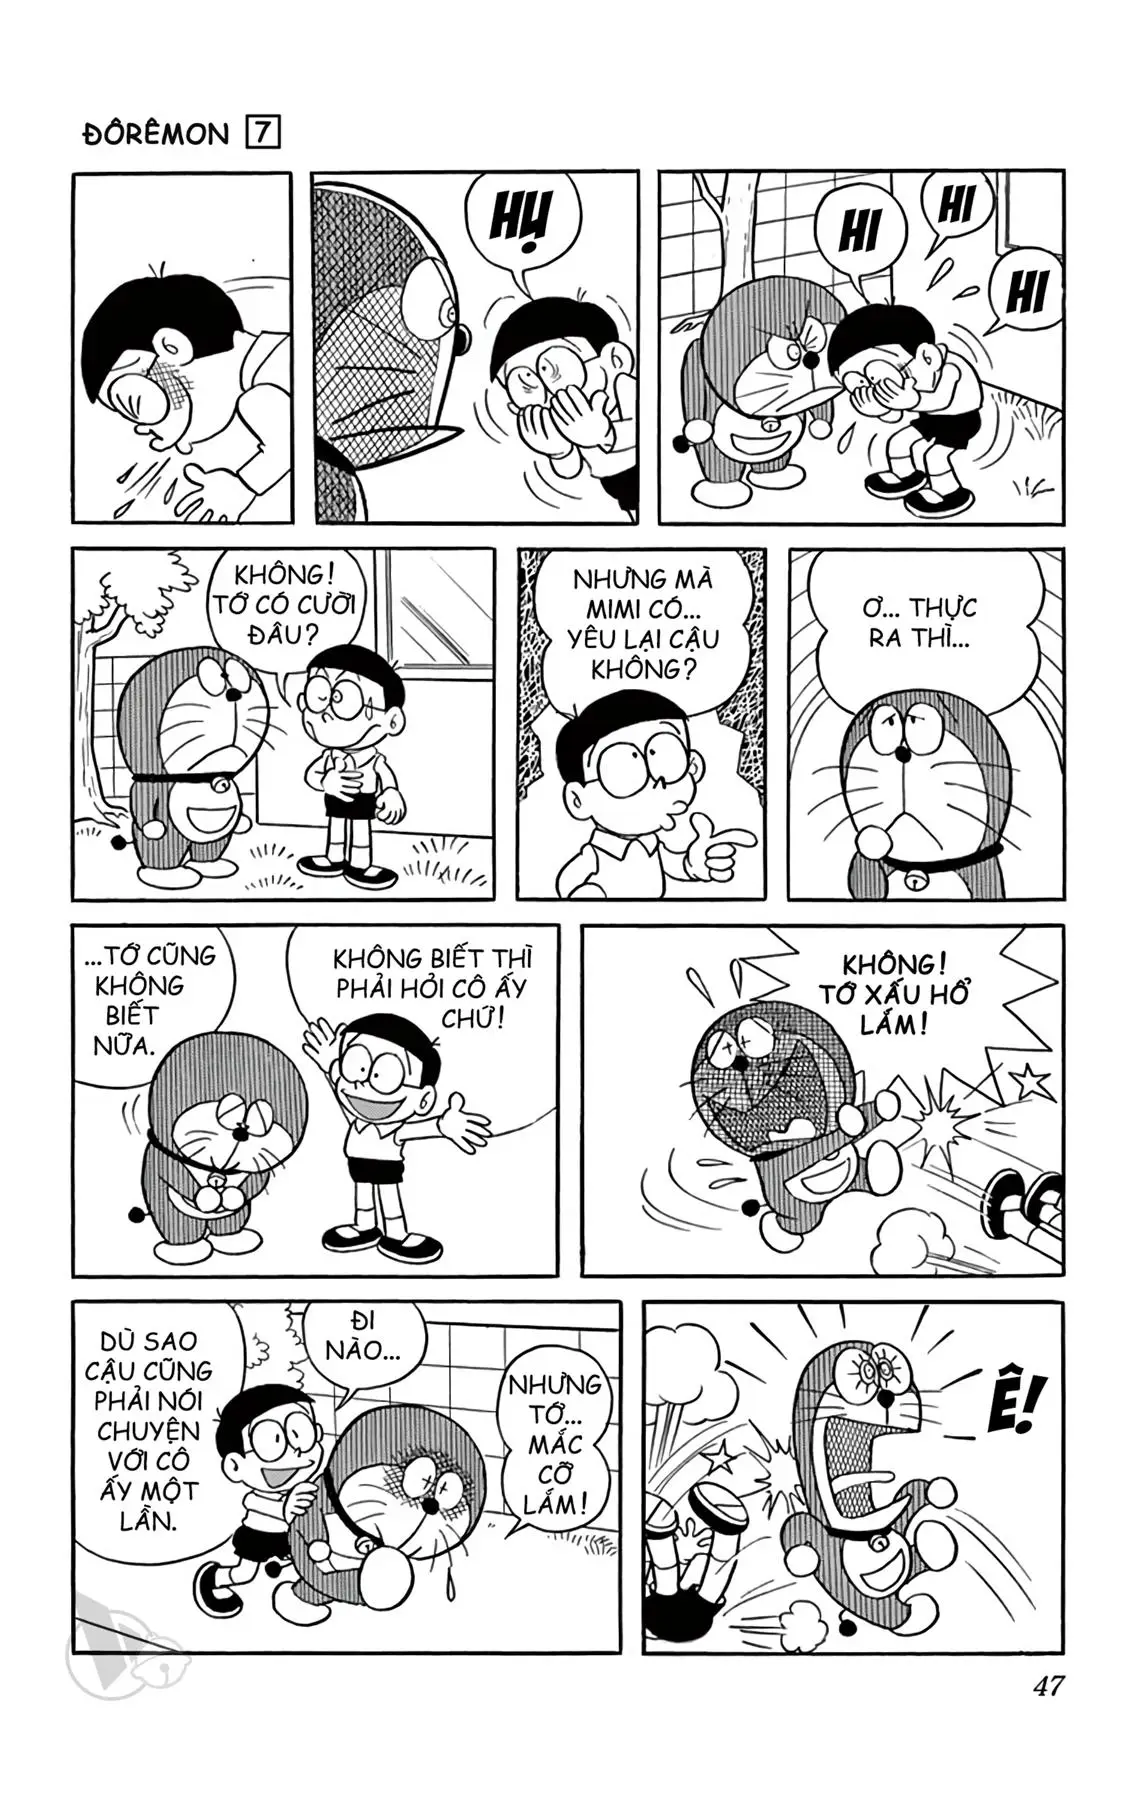 ĐÔRÊMON 7
HỤ
HI
HI
HI
KHÔNG!
TỚ CÓ CƯỜI
ĐÂU?
NHƯNG MÀ
MIMI CÓ...
YÊU LẠI CẬU
KHÔNG?
Ơ... THỰC
RA THÌ...
...TỚ CŨNG
KHÔNG
BIẾT
NỮA.
KHÔNG BIẾT THÌ
PHẢI HỎI CÔ ẤY
CHỨ!
KHÔNG!
TỚ XẤU HỔ
LẮM!
DÙ SAO
CẬU CŨNG
PHẢI NÓI
CHUYỆN
VỚI CÔ
ẤY MỘT
LẦN.
ĐI
NÀO...
NHƯNG
TỚ...
MẮC
CỠ
LẮM!
Ê!
47